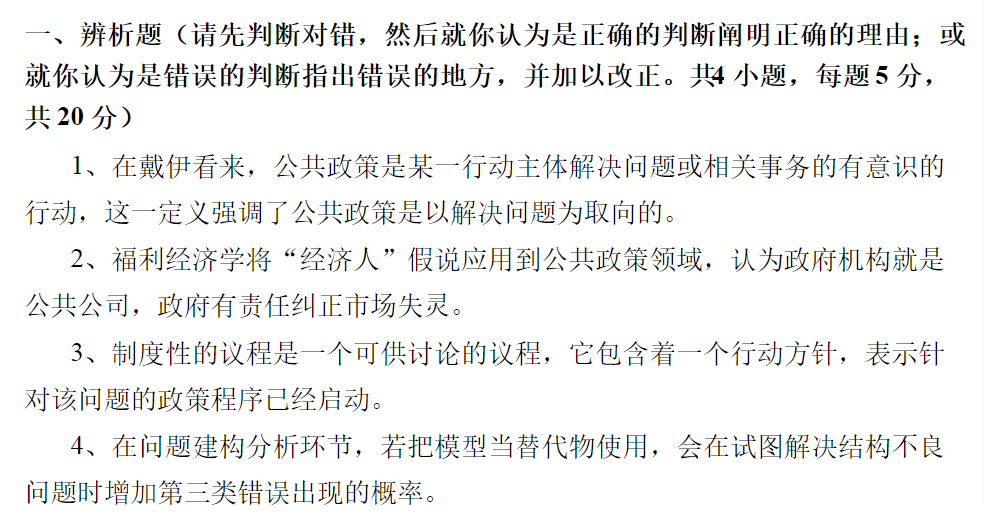 一、辨析题（请先判断对错，然后就你认为是正确的判断阐明正确的理由；或
就你认为是错误的判断指出错误的地方，并加以改正。共4 小题，每题 5 分，
共 20 分）
1、在戴伊看来，公共政策是某一行动主体解决问题或相关事务的有意识的
行动，这一定义强调了公共政策是以解决问题为取向的。
2、福利经济学将“经济人”假说应用到公共政策领域，认为政府机构就是
公共公司，政府有责任纠正市场失灵。
3、制度性的议程是一个可供讨论的议程，它包含着一个行动方针，表示针
对该问题的政策程序已经启动。
4、在问题建构分析环节，若把模型当替代物使用，会在试图解决结构不良
问题时增加第三类错误出现的概率。